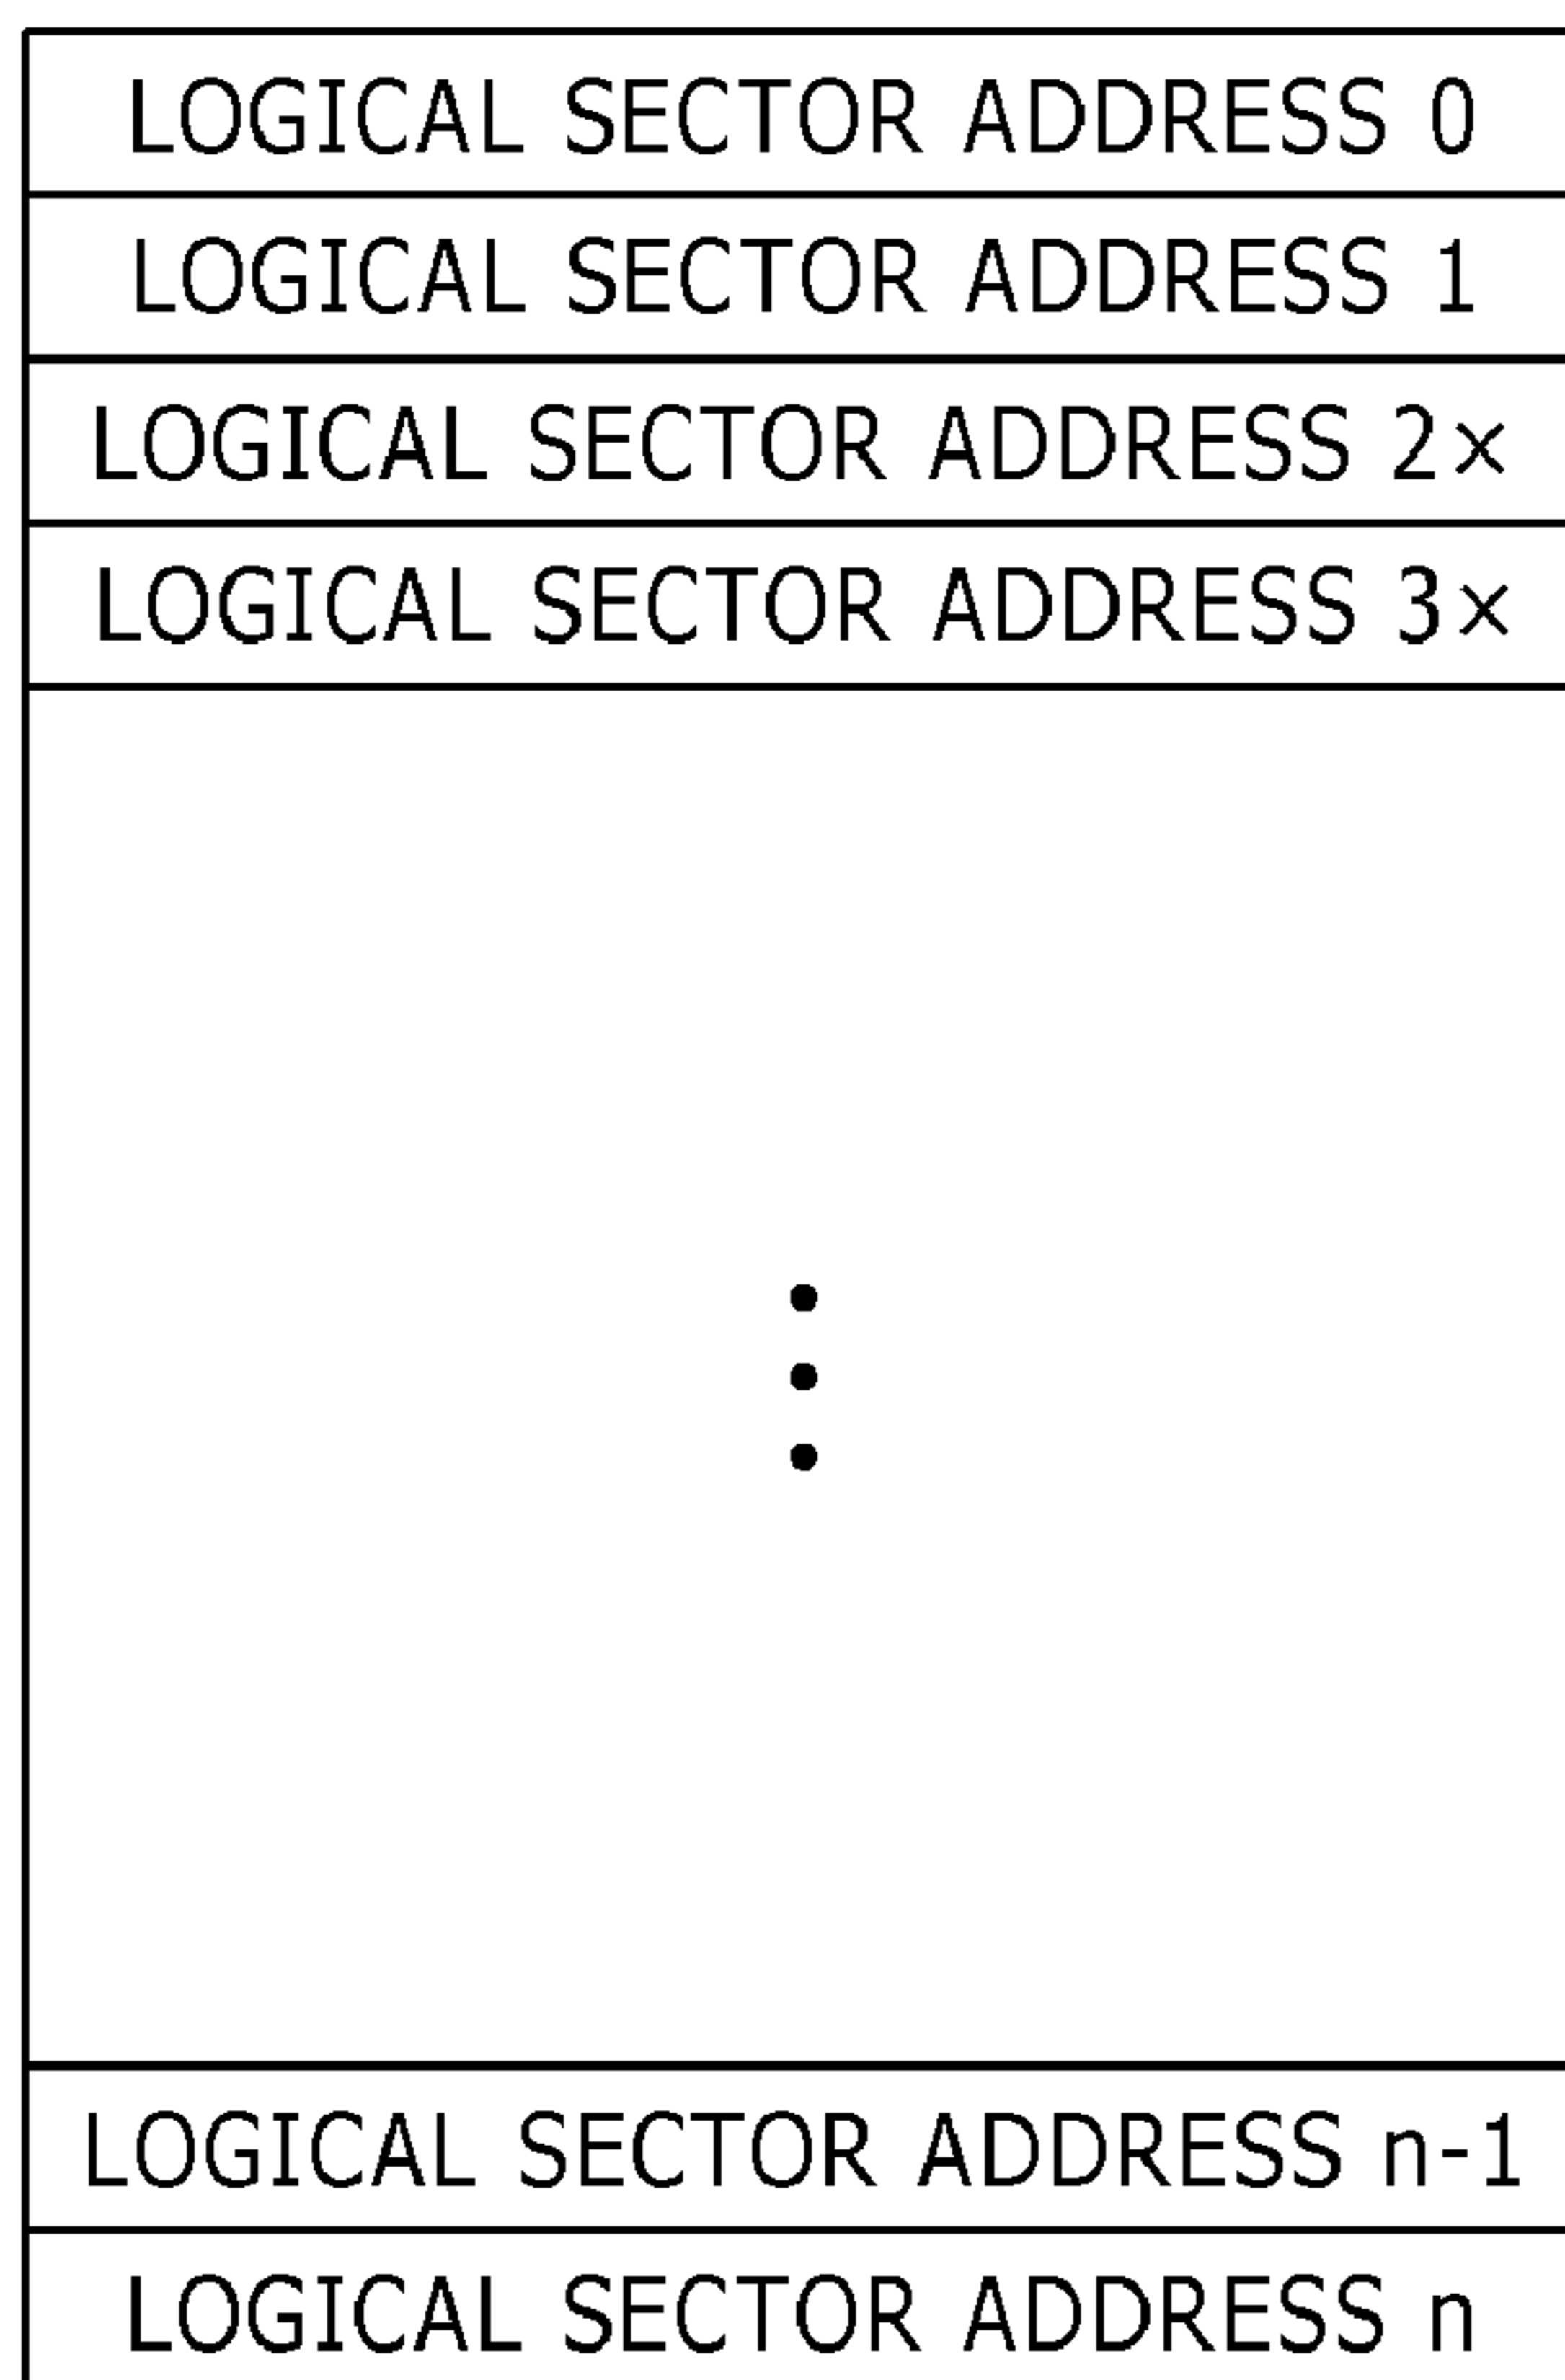 LOGICAL SECTOR ADDRESS 0
LOGICAL SECTOR ADDRESS 1
LOGICAL SECTOR ADDRESS 2×
LOGICAL SECTOR ADDRESS 3×
LOGICAL SECTOR ADDRESS n-1
LOGICAL SECTOR ADDRESS n